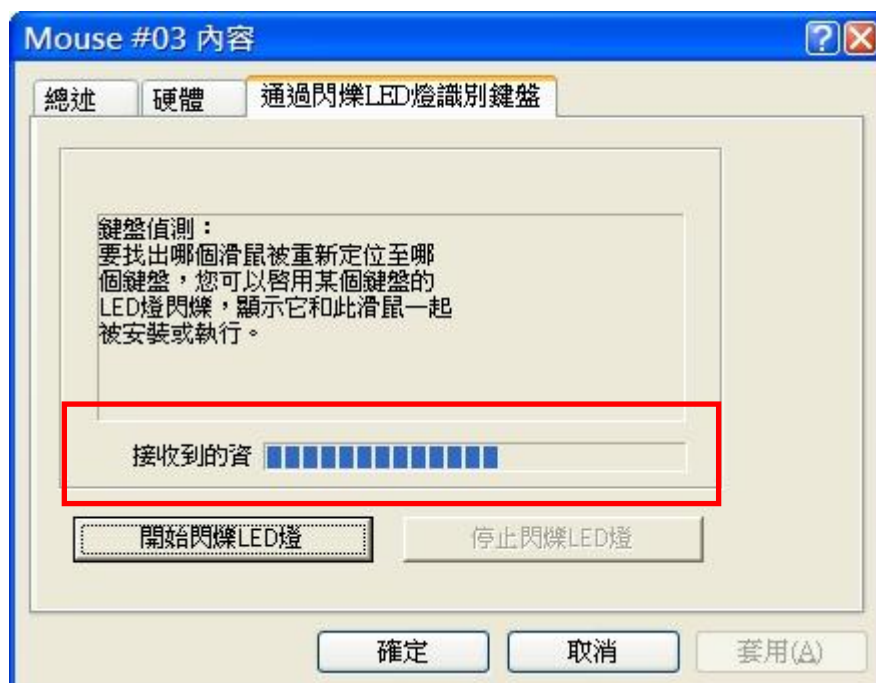 Mouse #03 內容
總述
硬體
通過閃爍LED燈識別鍵盤
鍵盤偵測：
要找出哪個滑鼠被重新定位至哪
個鍵盤，您可以啓用某個鍵盤的
LED燈閃爍，顯示它和此滑鼠一起
被安裝或執行。
接收到的資
開始閃爍LED燈
停止閃爍LED燈
確定
取消
套用(A)